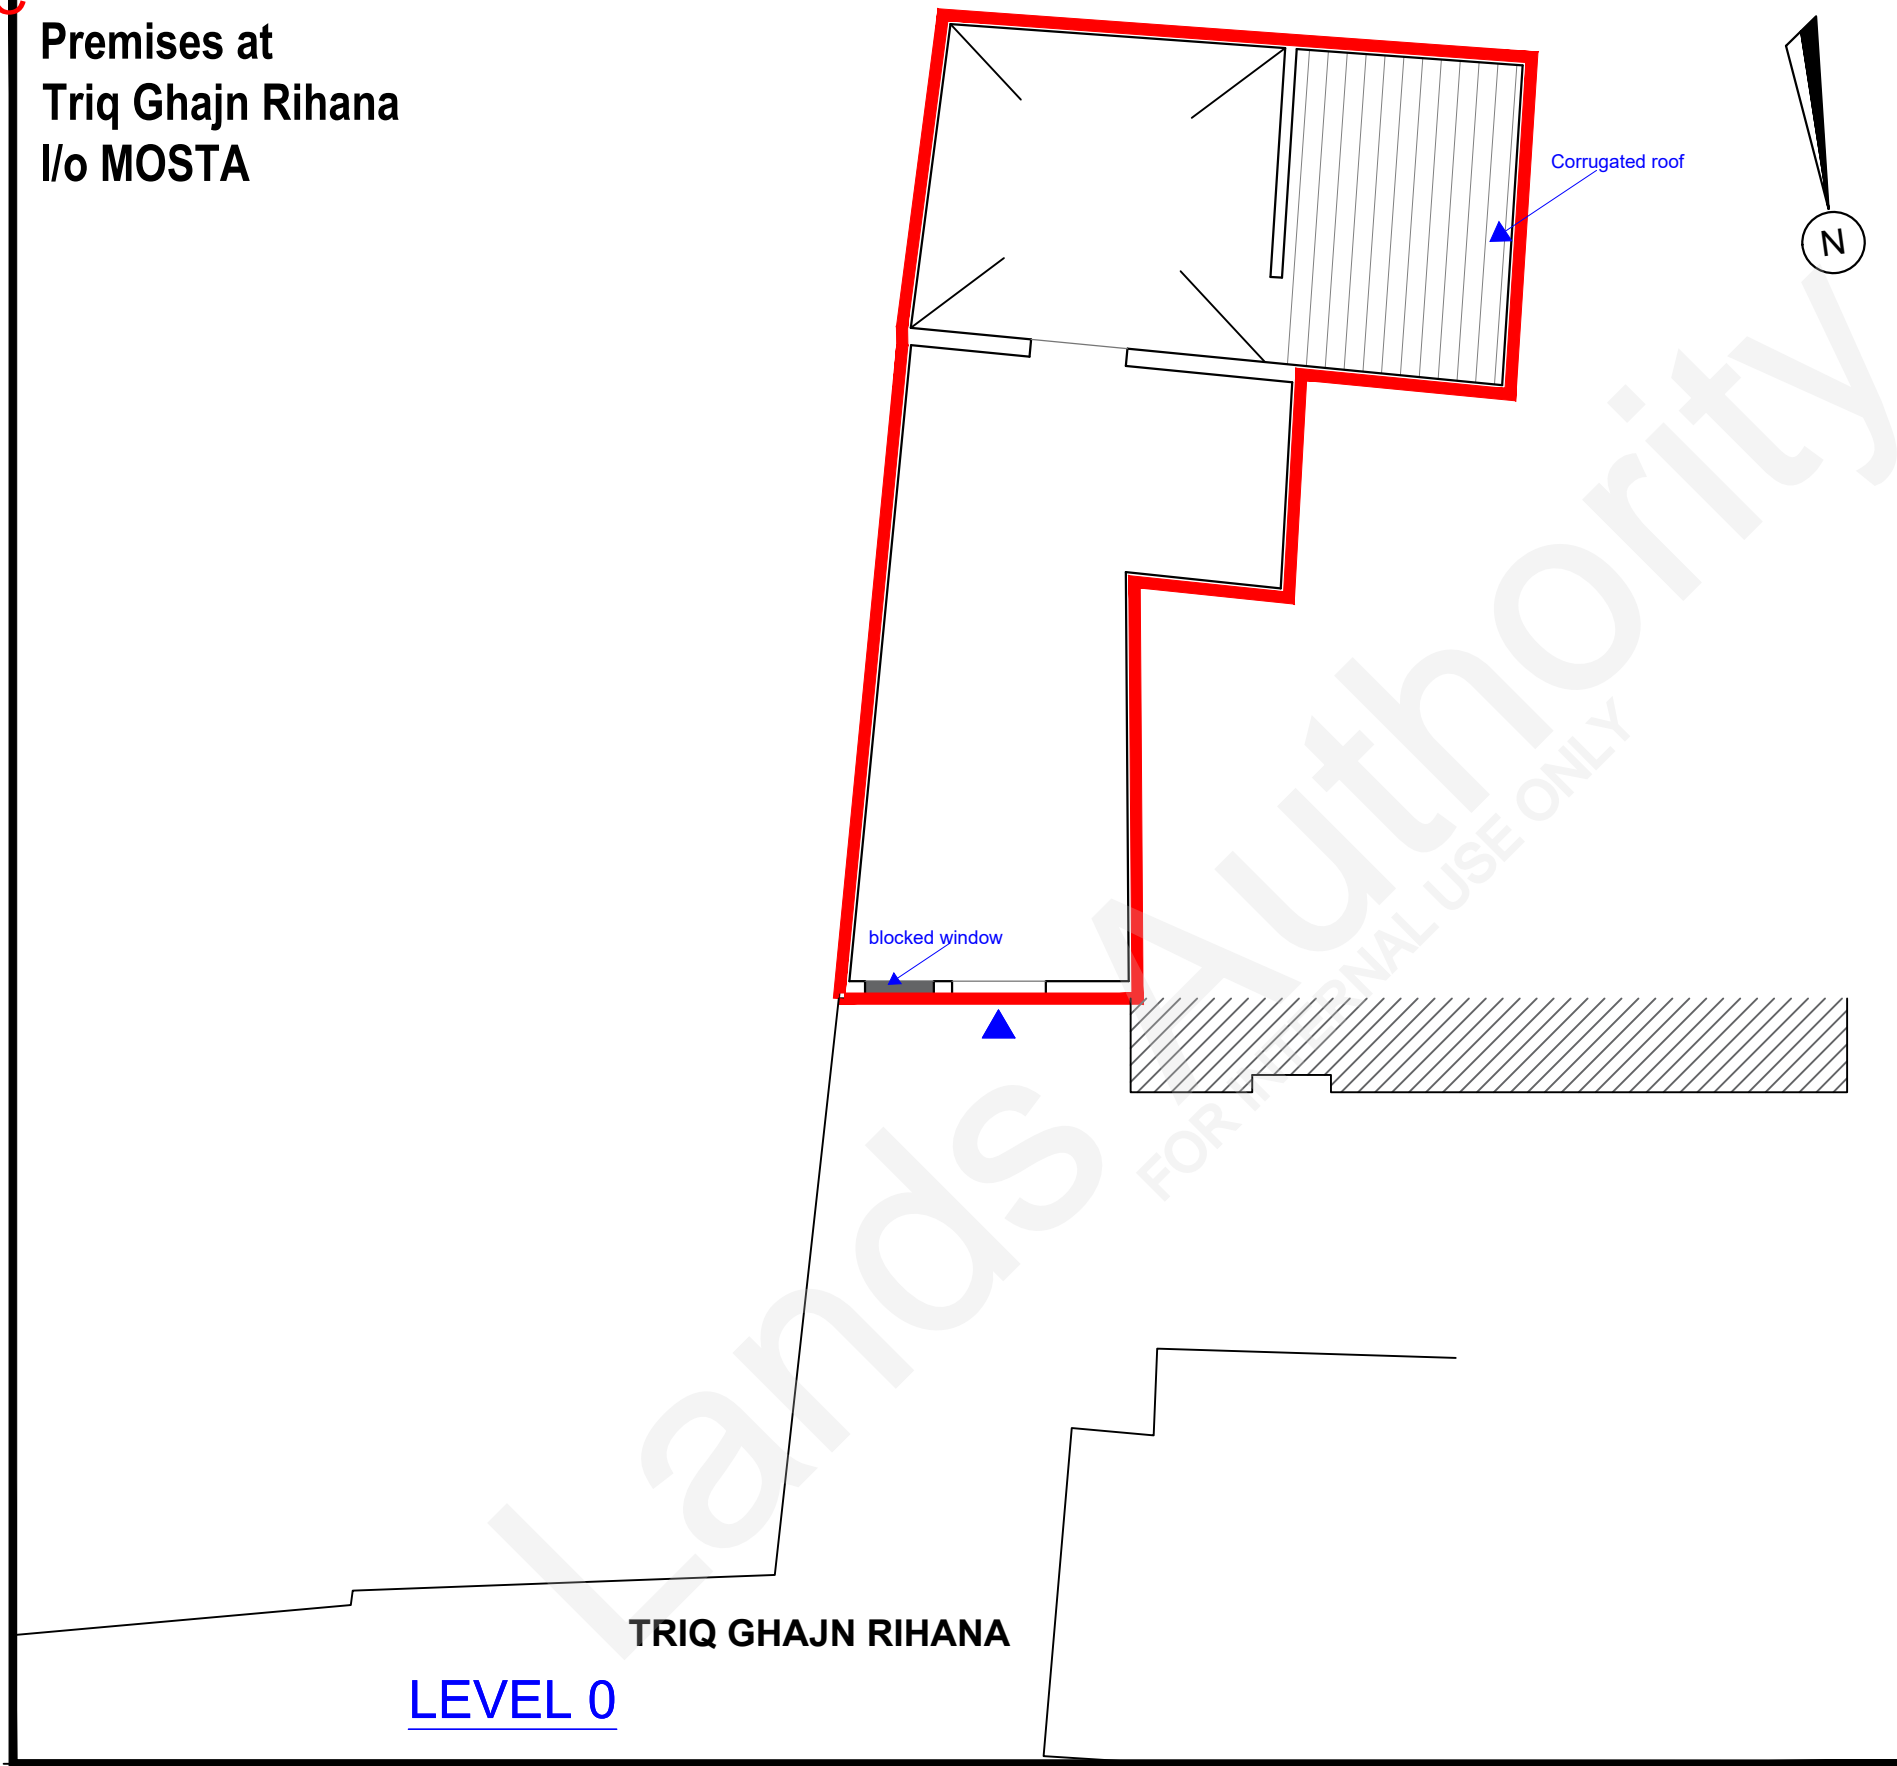 Premises at
Triq Ghajn Rihana
l/o MOSTA
Corrugated roof
N
blocked window
Lands Authority
FOR INTERNAL USE ONLY
TRIQ GHAJN RIHANA
LEVEL 0